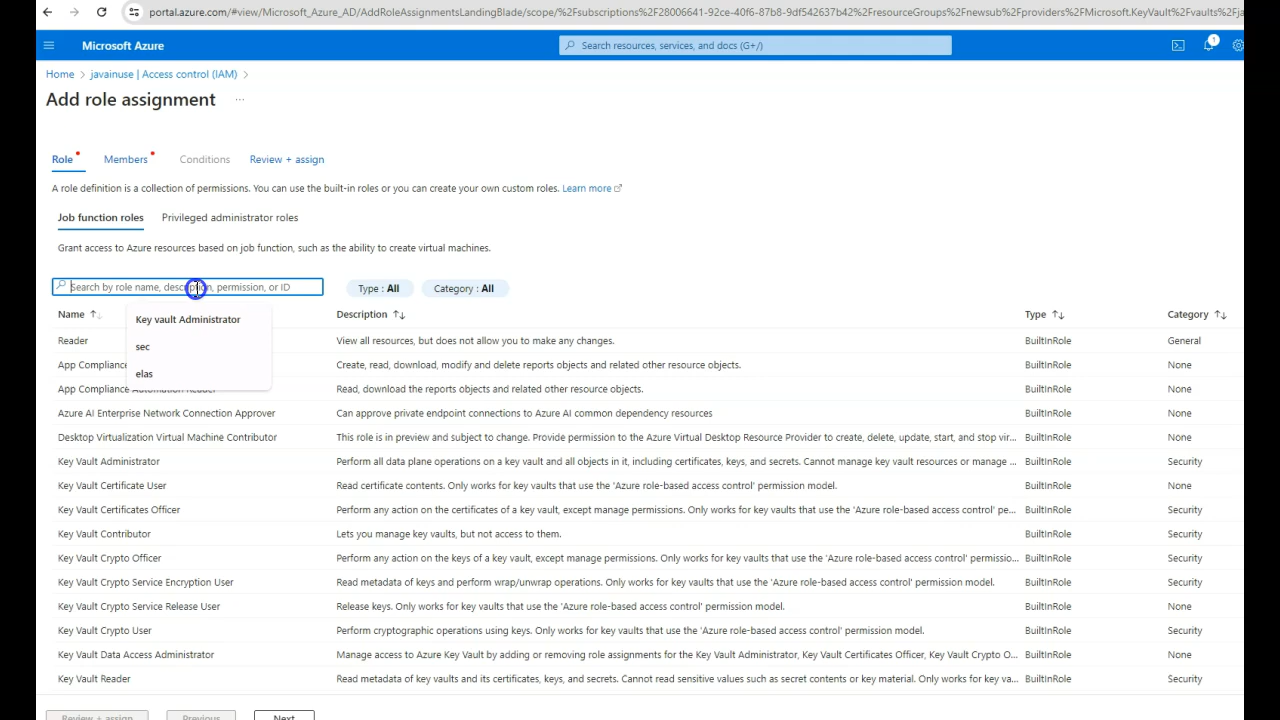 portal.azure.com/#view/Microsoft_Azure_AD/AddRoleAssignmentsLandingBlade/scope/%2Fsubscriptions%2F28006641-92ce-40f6-87b8-9df542637b42%2FresourceGroups%2Fnewsub%2Fproviders%2FMicrosoft.KeyVault%2Fvaults%2Fja
Microsoft Azure
Search resources, services, and docs (G+/)
1
Home > javainuse | Access control (IAM) >
Add role assignment ...
Role Members Conditions Review + assign
A role definition is a collection of permissions. You can use the built-in roles or you can create your own custom roles. Learn more
Job function roles Privileged administrator roles
Grant access to Azure resources based on job function, such as the ability to create virtual machines.
Search by role name, description, permission, or ID Type : All Category : All
Name ↑↓ Description ↑↓ Type ↑↓ Category ↑↓
Key vault Administrator
sec
elas
Reader View all resources, but does not allow you to make any changes. BuiltInRole General
App Compliance Create, read, download, modify and delete reports objects and related other resource objects. BuiltInRole None
App Compliance Automation Reader Read, download the reports objects and related other resource objects. BuiltInRole None
Azure AI Enterprise Network Connection Approver Can approve private endpoint connections to Azure AI common dependency resources BuiltInRole None
Desktop Virtualization Virtual Machine Contributor This role is in preview and subject to change. Provide permission to the Azure Virtual Desktop Resource Provider to create, delete, update, start, and stop vir... BuiltInRole None
Key Vault Administrator Perform all data plane operations on a key vault and all objects in it, including certificates, keys, and secrets. Cannot manage key vault resources or manage ... BuiltInRole Security
Key Vault Certificate User Read certificate contents. Only works for key vaults that use the 'Azure role-based access control' permission model. BuiltInRole Security
Key Vault Certificates Officer Perform any action on the certificates of a key vault, except manage permissions. Only works for key vaults that use the 'Azure role-based access control' pe... BuiltInRole Security
Key Vault Contributor Lets you manage key vaults, but not access to them. BuiltInRole Security
Key Vault Crypto Officer Perform any action on the keys of a key vault, except manage permissions. Only works for key vaults that use the 'Azure role-based access control' permissio... BuiltInRole Security
Key Vault Crypto Service Encryption User Read metadata of keys and perform wrap/unwrap operations. Only works for key vaults that use the 'Azure role-based access control' permission model. BuiltInRole Security
Key Vault Crypto Service Release User Release keys. Only works for key vaults that use the 'Azure role-based access control' permission model. BuiltInRole None
Key Vault Crypto User Perform cryptographic operations using keys. Only works for key vaults that use the 'Azure role-based access control' permission model. BuiltInRole Security
Key Vault Data Access Administrator Manage access to Azure Key Vault by adding or removing role assignments for the Key Vault Administrator, Key Vault Certificates Officer, Key Vault Crypto O... BuiltInRole None
Key Vault Reader Read metadata of key vaults and its certificates, keys, and secrets. Cannot read sensitive values such as secret contents or key material. Only works for key va... BuiltInRole Security
Review + assign Previous Next